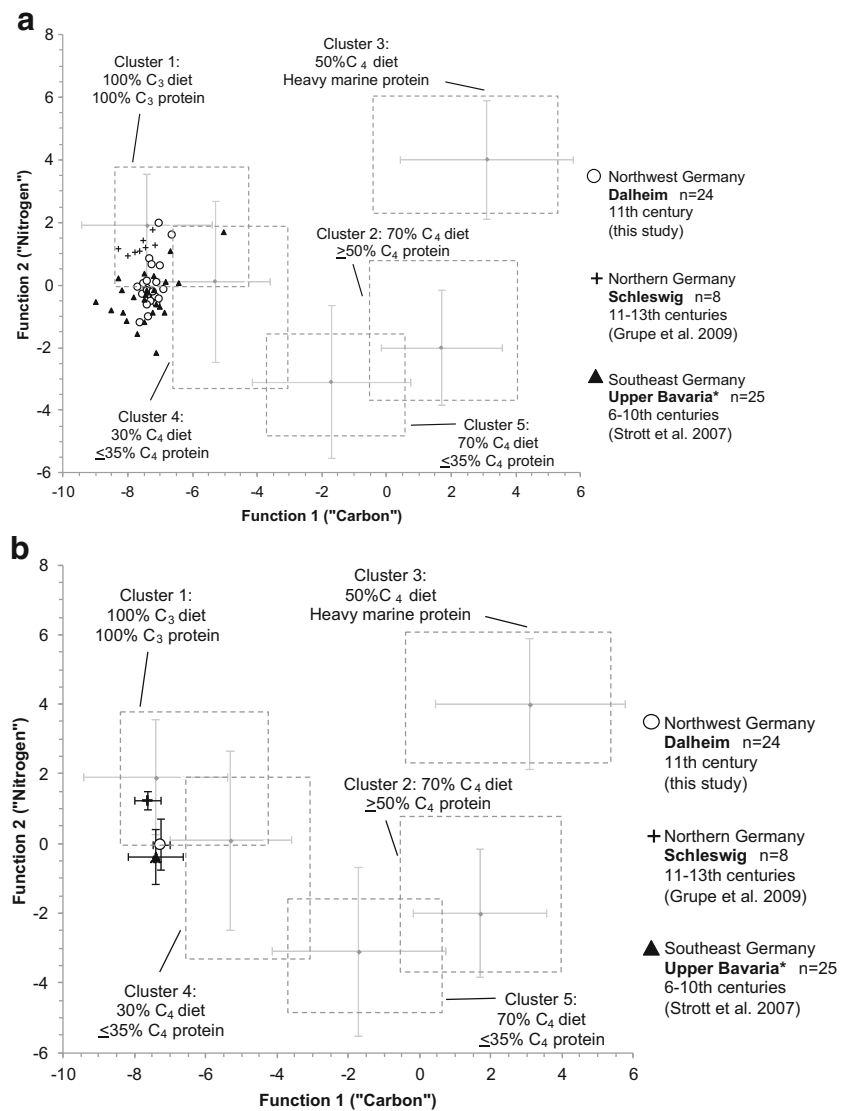 a
8
6
4
2
0
-2
-4
-6
-10
-8
-6
-4
-2
0
2
4
6
Function 2 ("Nitrogen")
Function 1 ("Carbon")
Cluster 1:
100% C3 diet
100% C3 protein
Cluster 3:
50%C 4 diet
Heavy marine protein
Cluster 2: 70% C4 diet
≥50% C4 protein
Cluster 4:
30% C4 diet
≤35% C4 protein
Cluster 5:
70% C4 diet
≤35% C4 protein
Northwest Germany
Dalheim n=24
11th century
(this study)
Northern Germany
Schleswig n=8
11-13th centuries
(Grupe et al. 2009)
Southeast Germany
Upper Bavaria* n=25
6-10th centuries
(Strott et al. 2007)
b
8
6
4
2
0
-2
-4
-6
-10
-8
-6
-4
-2
0
2
4
6
Function 2 ("Nitrogen")
Function 1 ("Carbon")
Cluster 1:
100% C3 diet
100% C3 protein
Cluster 3:
50%C 4 diet
Heavy marine protein
Cluster 2: 70% C4 diet
≥50% C4 protein
Cluster 4:
30% C4 diet
≤35% C4 protein
Cluster 5:
70% C4 diet
≤35% C4 protein
Northwest Germany
Dalheim n=24
11th century
(this study)
Northern Germany
Schleswig n=8
11-13th centuries
(Grupe et al. 2009)
Southeast Germany
Upper Bavaria* n=25
6-10th centuries
(Strott et al. 2007)